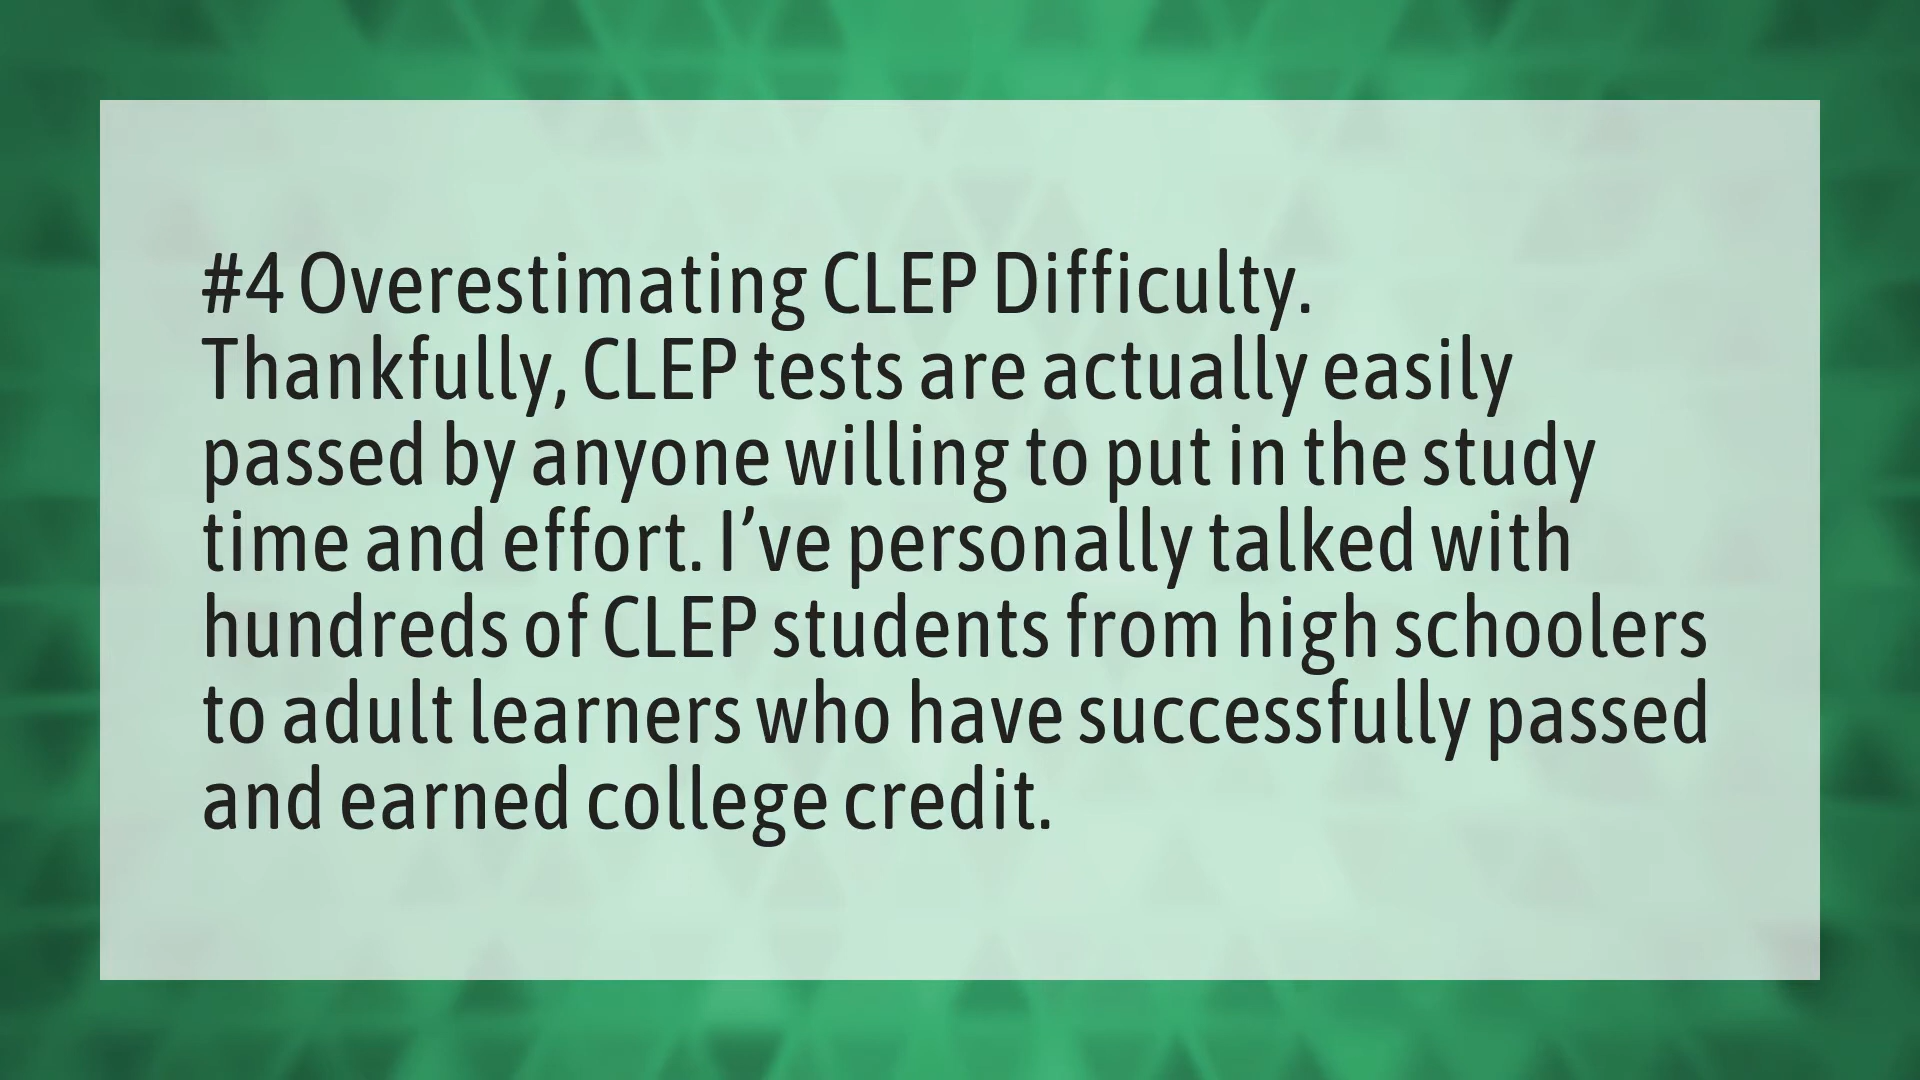 #4 Overestimating CLEP Difficulty.
Thankfully, CLEP tests are actually easily
passed by anyone willing to put in the study
time and effort. I’ve personally talked with
hundreds of CLEP students from high schoolers
to adult learners who have successfully passed
and earned college credit.